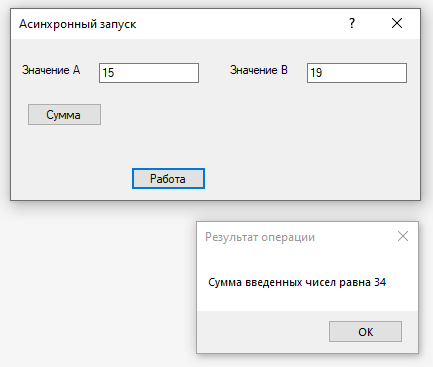 Асинхронный запуск
Значение A 15 Значение B 19
Сумма
Работа
Результат операции
Сумма введенных чисел равна 34
OK